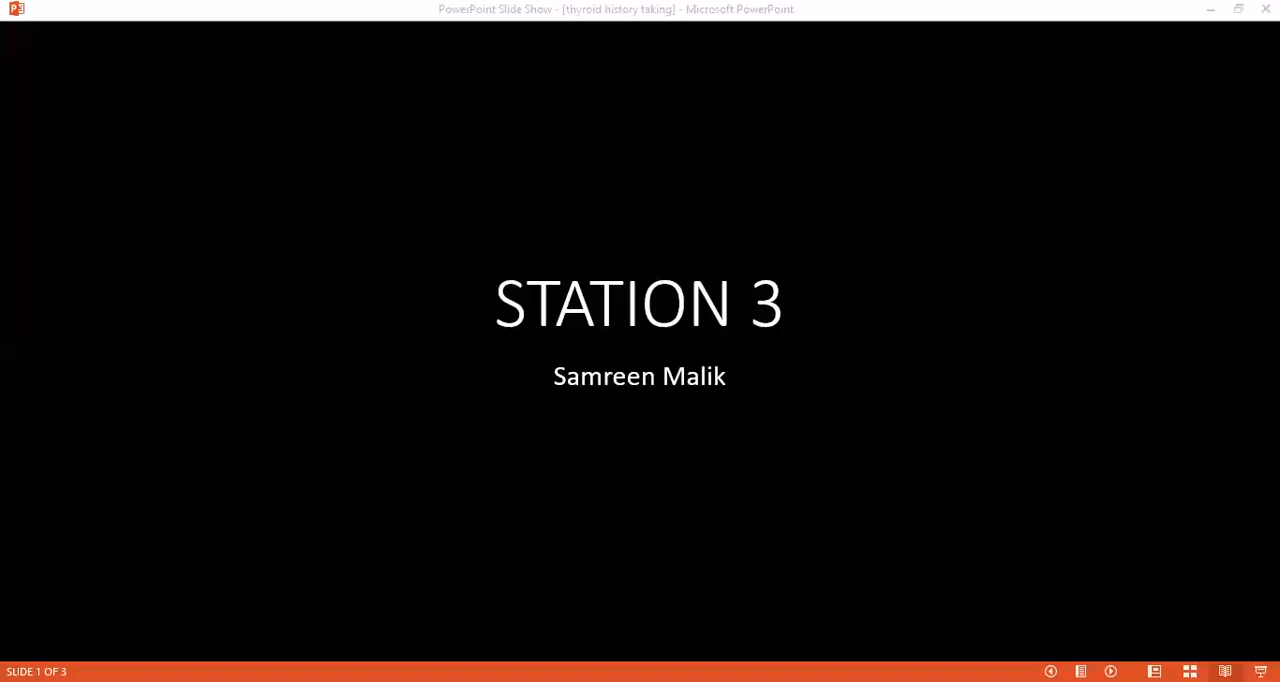 PowerPoint Slide Show - [thyroid history taking] - Microsoft PowerPoint
STATION 3
Samreen Malik
SLIDE 1 OF 3